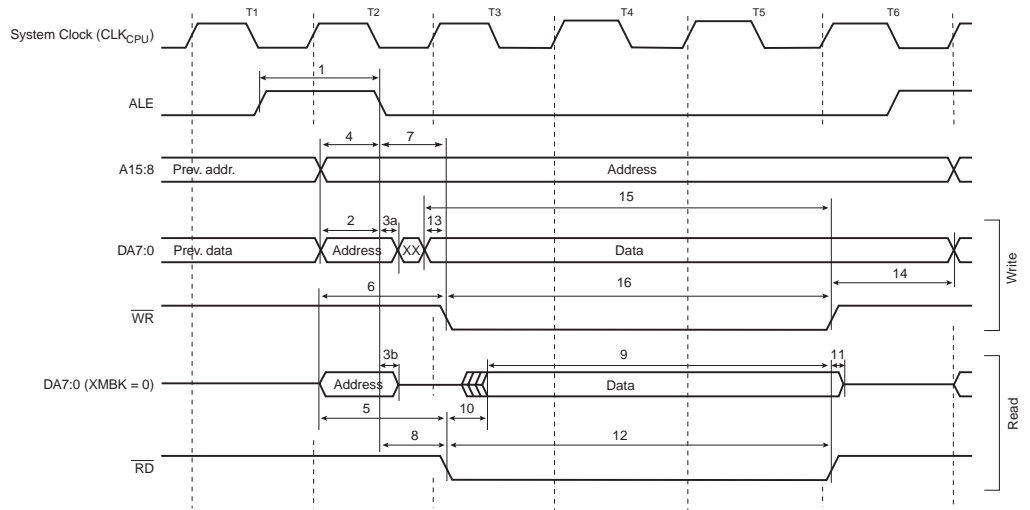 T1 T2 T3 T4 T5 T6
System Clock (CLKCPU)
1
ALE
4 7
A15:8 Prev. addr. Address
15
2 3a 13
DA7:0 Prev. data Address XX Data
14
6 16
WR
Write
3b 9 11
DA7:0 (XMBK = 0) Address Data
5 10
8 12
RD
Read